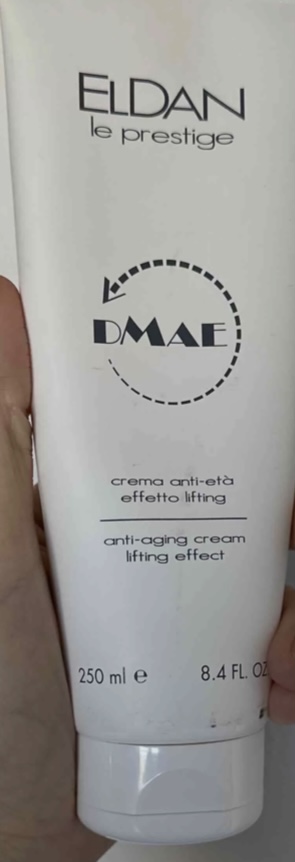 ELDAN
le prestige
DMAE
crema anti-età
effetto lifting
anti-aging cream
lifting effect
250 ml ℮ 8.4 FL. OZ